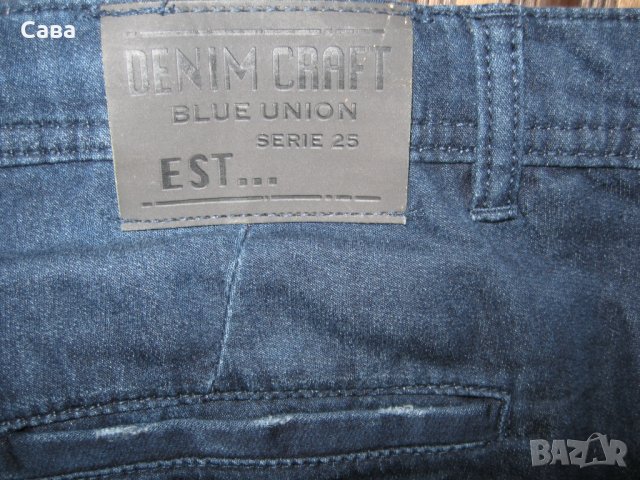 Сава
DENIM CRAFT
BLUE UNION
SERIE 25
EST...
BAZAR